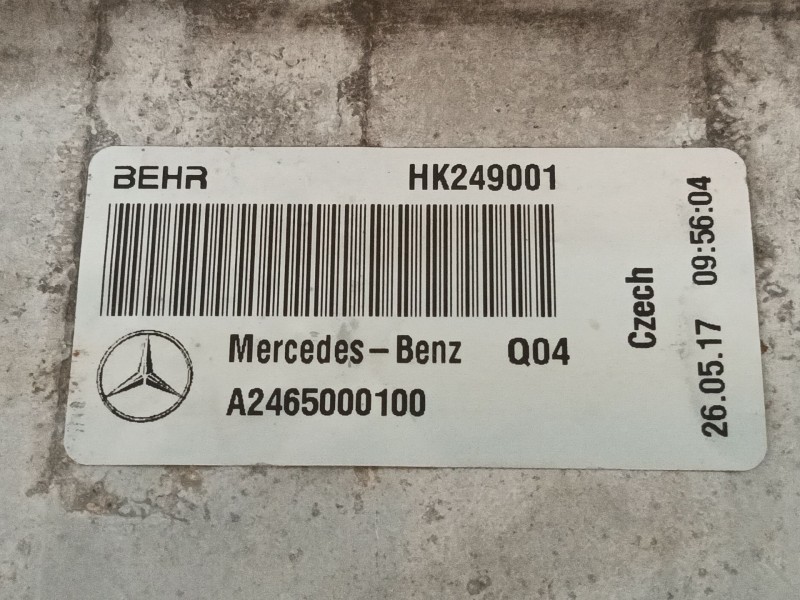 BEHR HK249001
Mercedes-Benz Q04
A2465000100
Czech
26.05.17 09:56:04